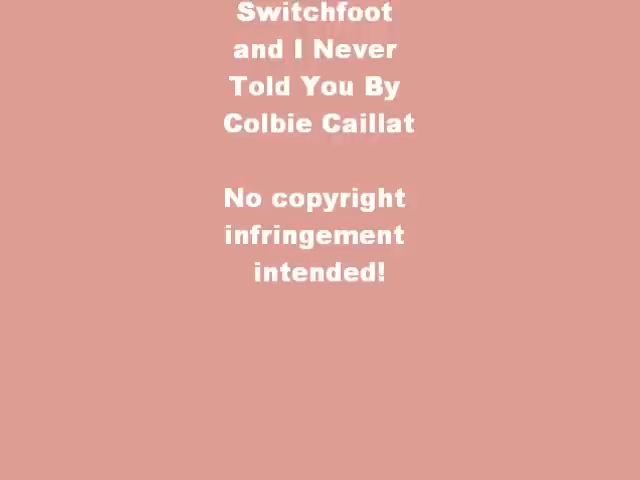 Switchfoot
and I Never
Told You By
Colbie Caillat
No copyright
infringement
intended!